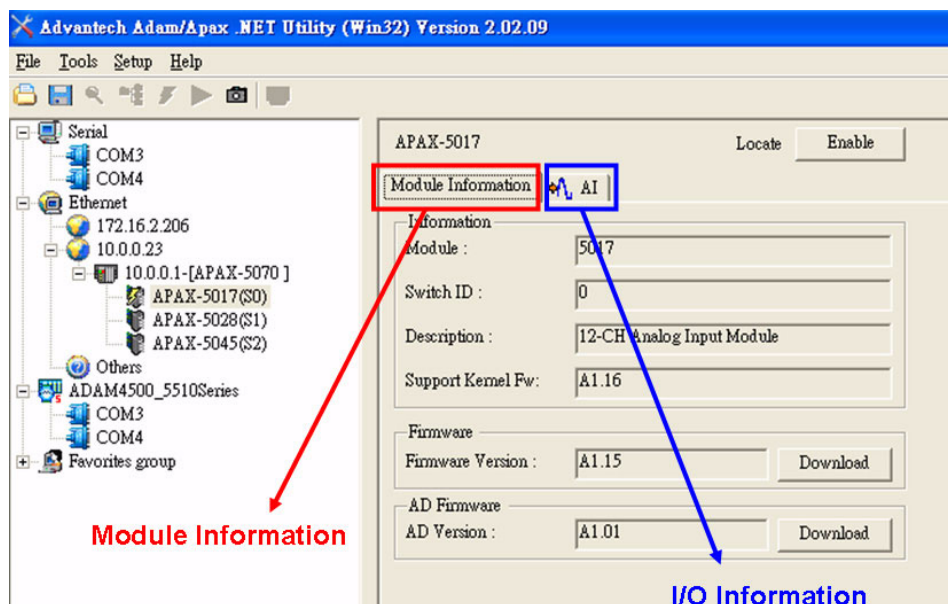 Advantech Adam/Apax .NET Utility (Win32) Version 2.02.09
File Tools Setup Help
Serial
COM3
COM4
Ethernet
172.16.2.206
10.0.0.23
10.0.0.1-[APAX-5070 ]
APAX-5017(S0)
APAX-5028(S1)
APAX-5045(S2)
Others
ADAM4500_5510Series
COM3
COM4
Favorites group
Module Information
APAX-5017 Locate Enable
Module Information AI
Information
Module : 5017
Switch ID : 0
Description : 12-CH Analog Input Module
Support Kernel Fw: A1.16
Firmware
Firmware Version : A1.15 Download
AD Firmware
AD Version : A1.01 Download
I/O Information